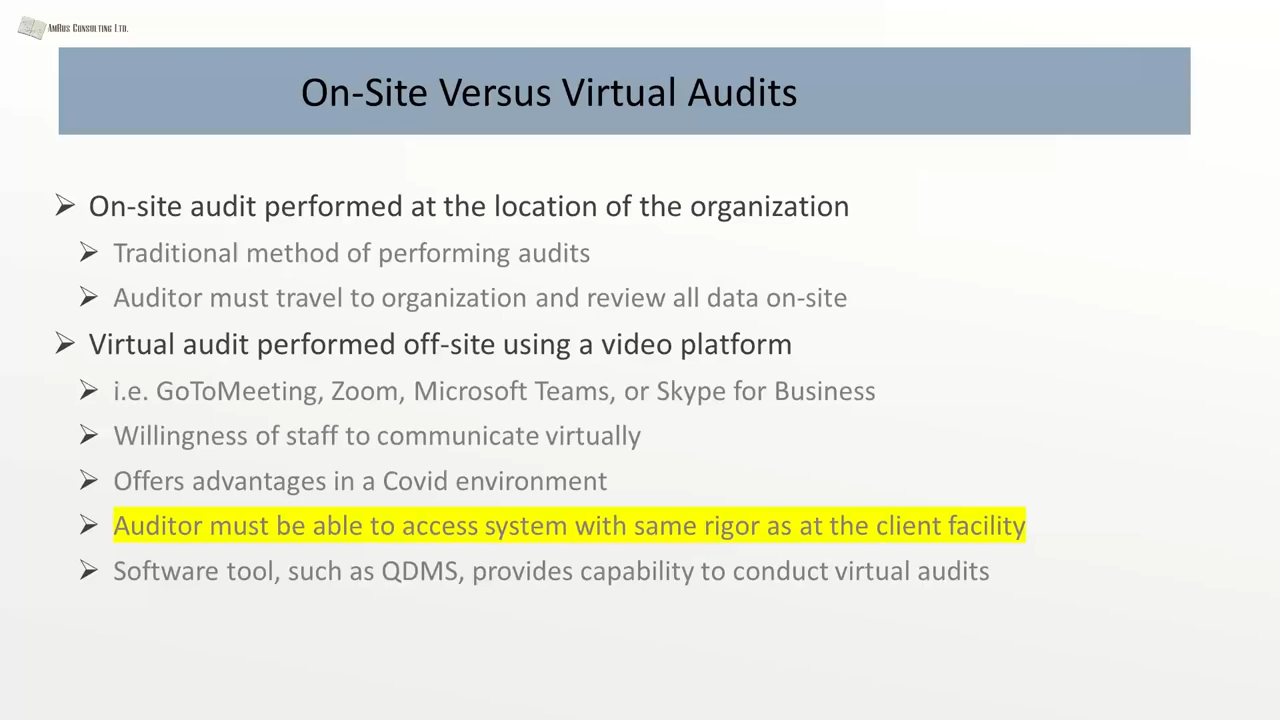 AmRus Consulting Ltd.
On-Site Versus Virtual Audits
On-site audit performed at the location of the organization
Traditional method of performing audits
Auditor must travel to organization and review all data on-site
Virtual audit performed off-site using a video platform
i.e. GoToMeeting, Zoom, Microsoft Teams, or Skype for Business
Willingness of staff to communicate virtually
Offers advantages in a Covid environment
Auditor must be able to access system with same rigor as at the client facility
Software tool, such as QDMS, provides capability to conduct virtual audits